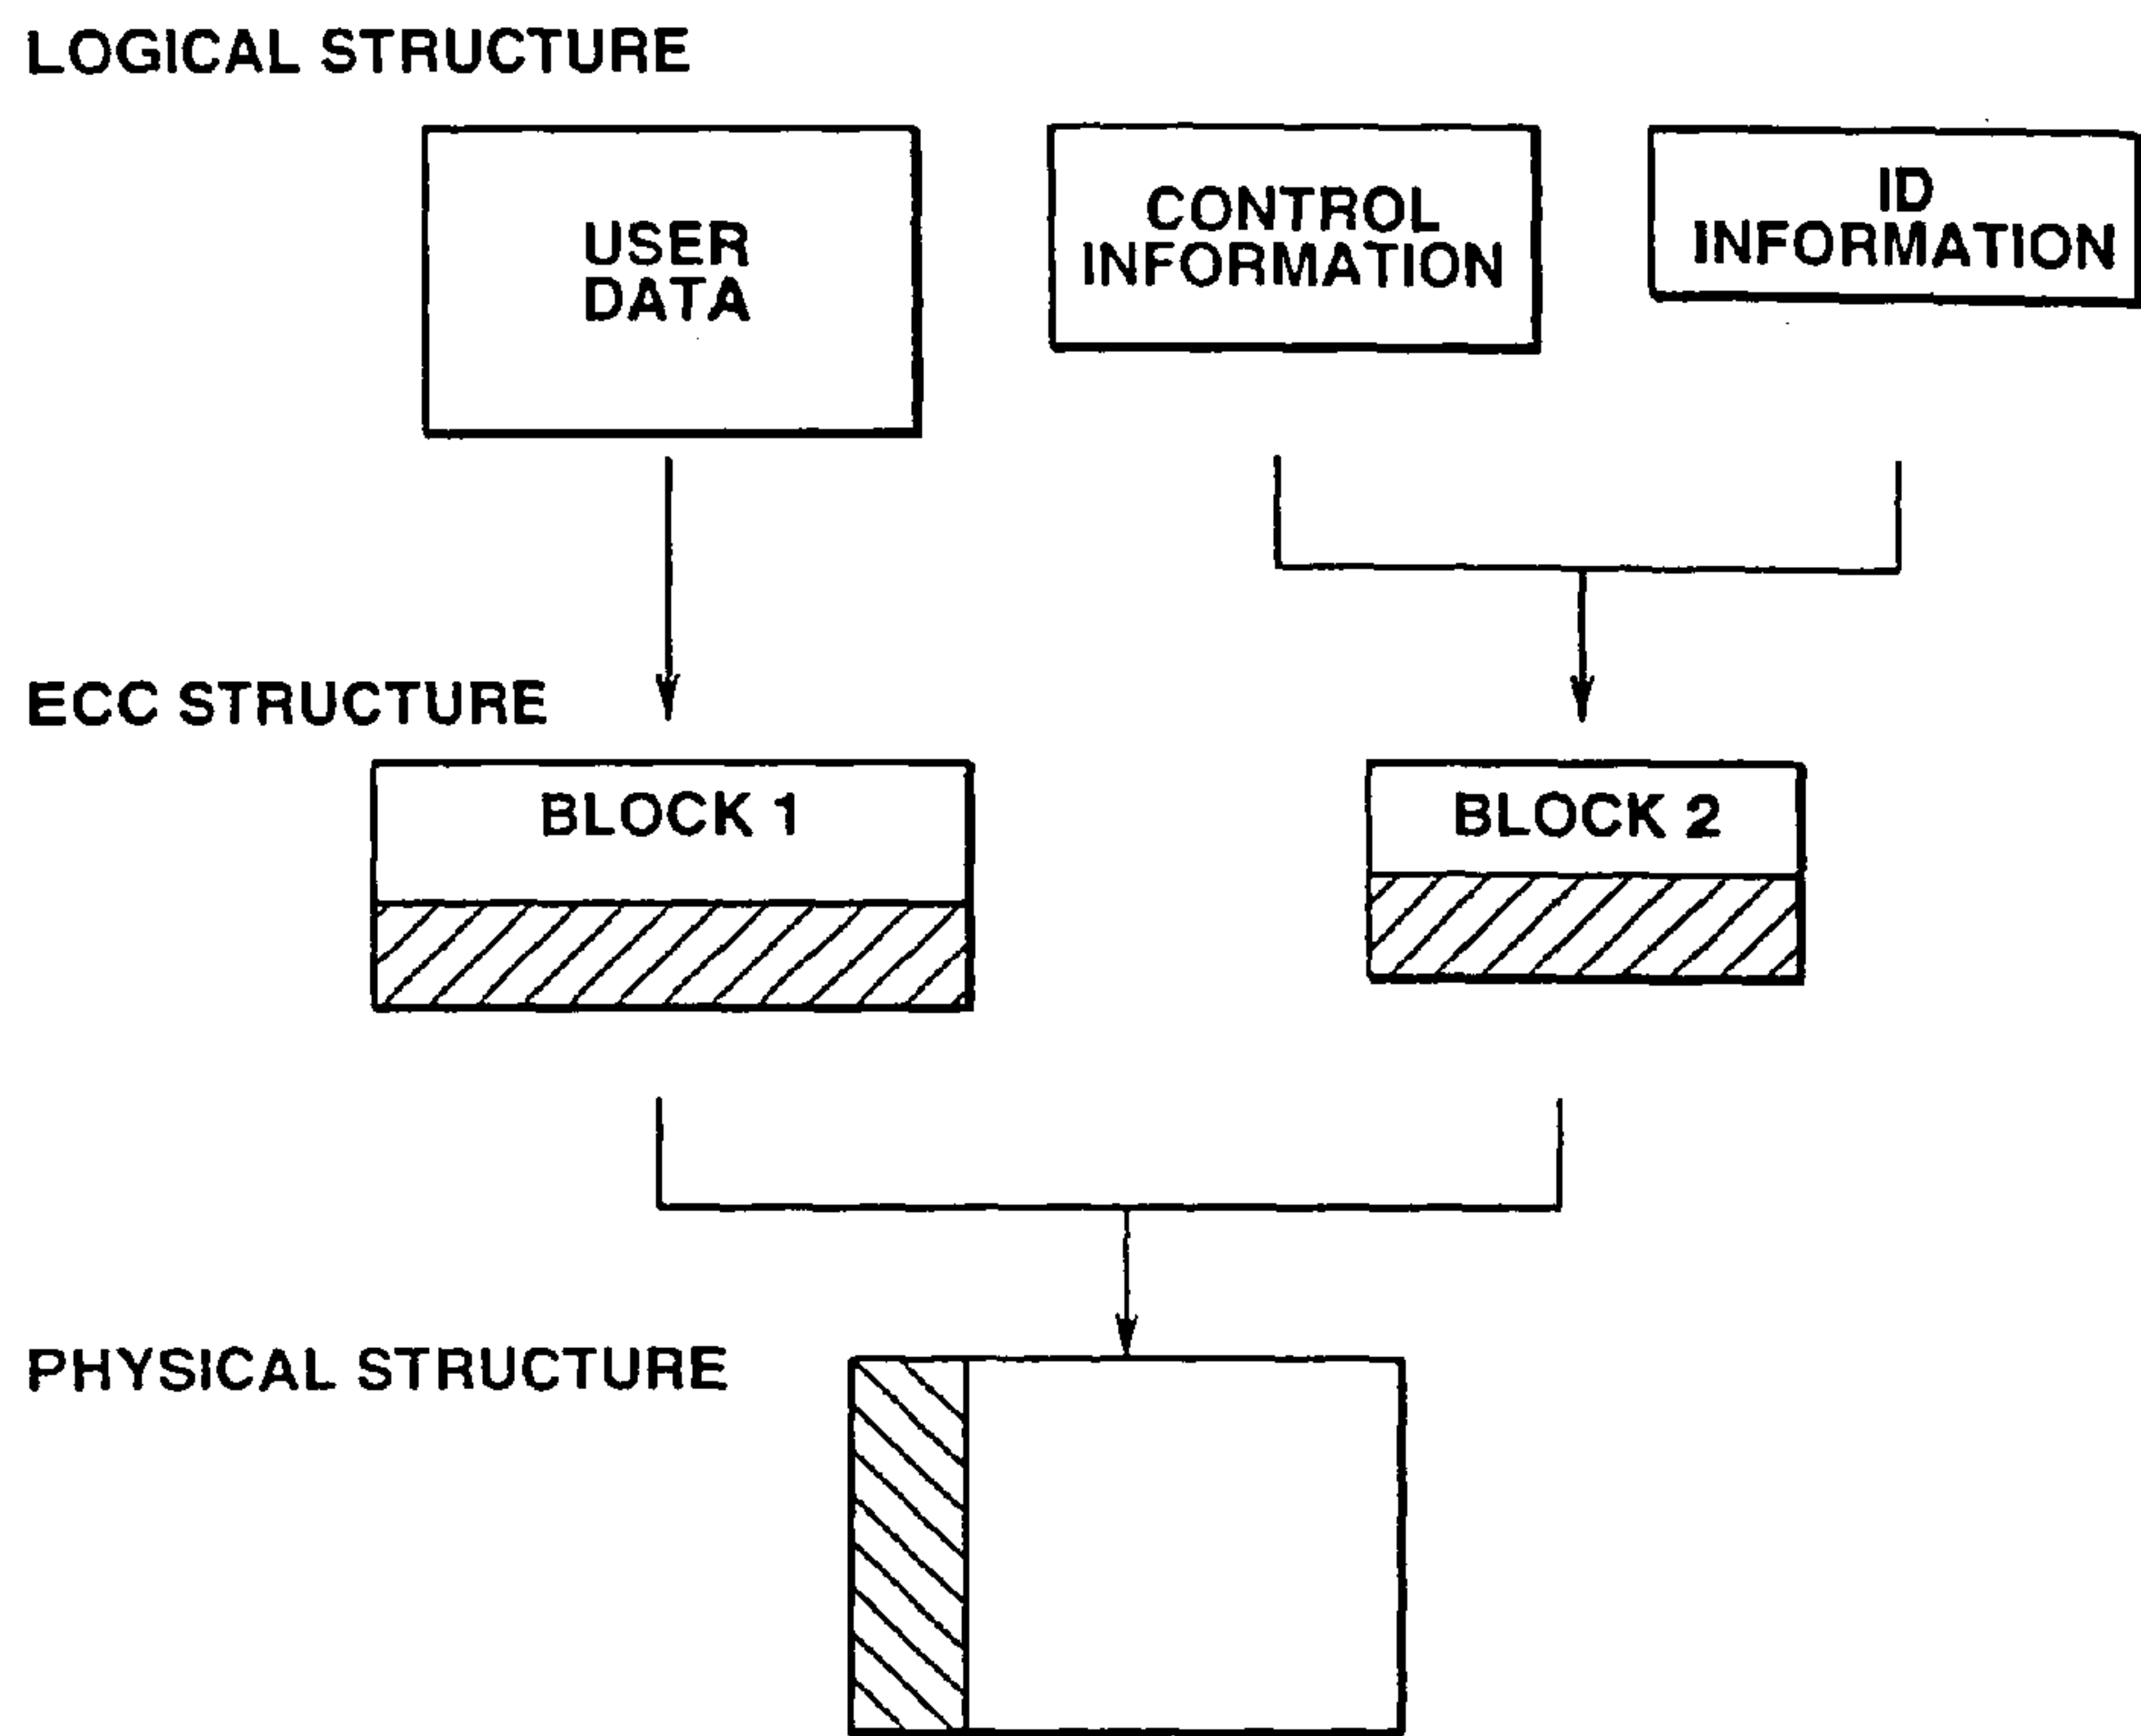 LOGICAL STRUCTURE
USER
DATA
CONTROL
INFORMATION
ID
INFORMATION
ECC STRUCTURE
BLOCK 1
BLOCK 2
PHYSICAL STRUCTURE